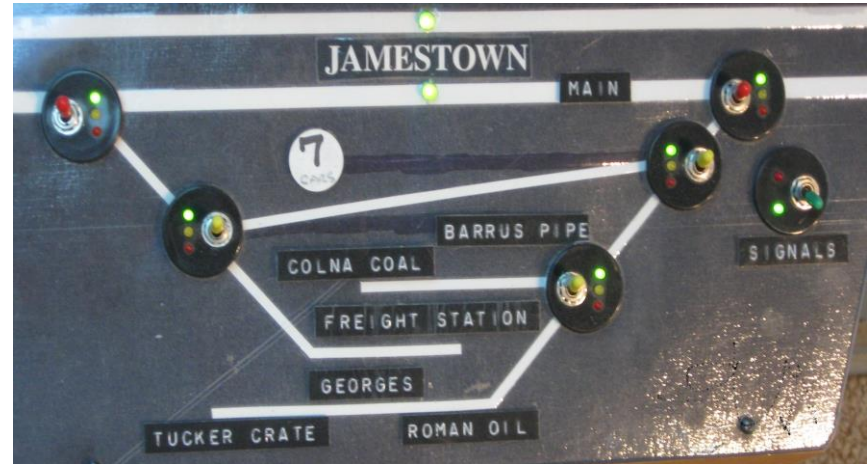 JAMESTOWN
MAIN
7
CARS
BARRUS PIPE
SIGNALS
COLNA COAL
FREIGHT STATION
GEORGES
TUCKER CRATE
ROMAN OIL